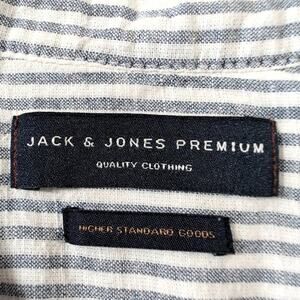 JACK & JONES PREMIUM
QUALITY CLOTHING
HIGHER STANDARD GOODS